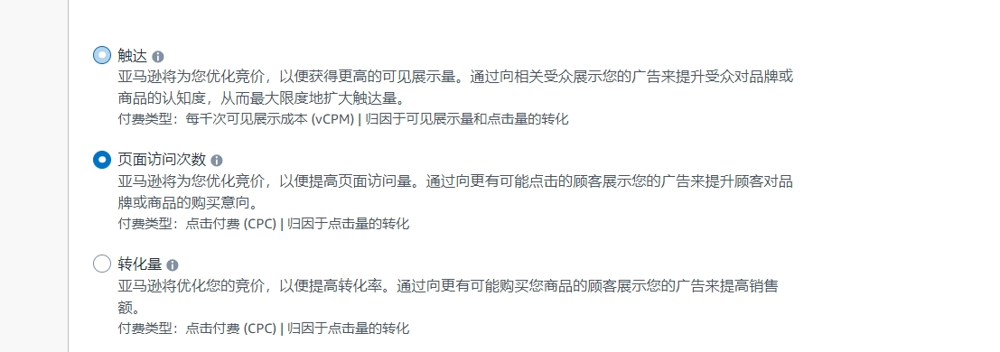 触达
亚马逊将为您优化竞价，以便获得更高的可见展示量。通过向相关受众展示您的广告来提升受众对品牌或
商品的认知度，从而最大限度地扩大触达量。
付费类型：每千次可见展示成本 (vCPM) | 归因于可见展示量和点击量的转化
页面访问次数
亚马逊将为您优化竞价，以便提高页面访问量。通过向更有可能点击的顾客展示您的广告来提升顾客对品
牌或商品的购买意向。
付费类型：点击付费 (CPC) | 归因于点击量的转化
转化量
亚马逊将优化您的竞价，以便提高转化率。通过向更有可能购买您商品的顾客展示您的广告来提高销售
额。
付费类型：点击付费 (CPC) | 归因于点击量的转化